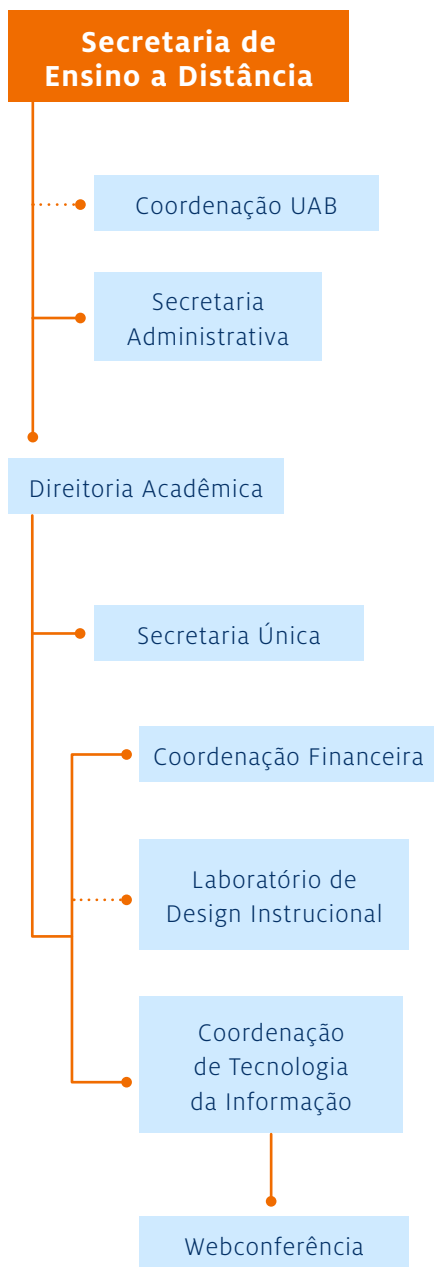 Secretaria de
Ensino a Distância
Coordenação UAB
Secretaria
Administrativa
Direitoria Acadêmica
Secretaria Única
Coordenação Financeira
Laboratório de
Design Instrucional
Coordenação
de Tecnologia
da Informação
Webconferência